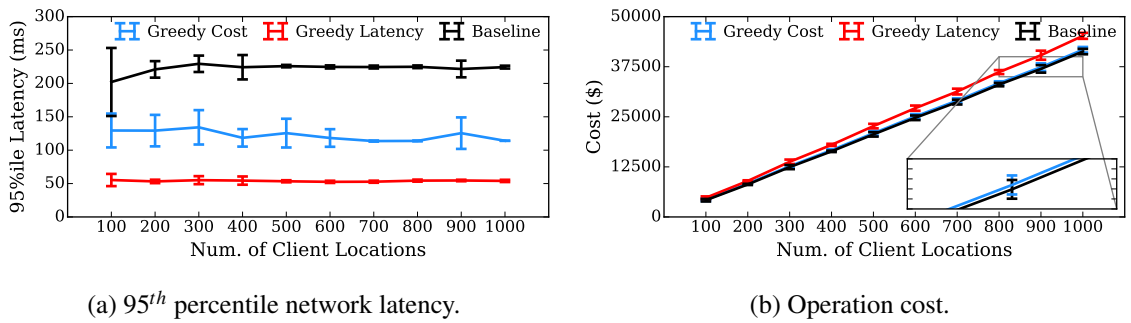 300
250
200
150
100
50
0
95%ile Latency (ms)
Greedy Cost Greedy Latency Baseline
100 200 300 400 500 600 700 800 900 1000
Num. of Client Locations
(a) 95th percentile network latency.
50000
37500
25000
12500
0
Cost ($)
Greedy Cost Greedy Latency Baseline
100 200 300 400 500 600 700 800 900 1000
Num. of Client Locations
(b) Operation cost.